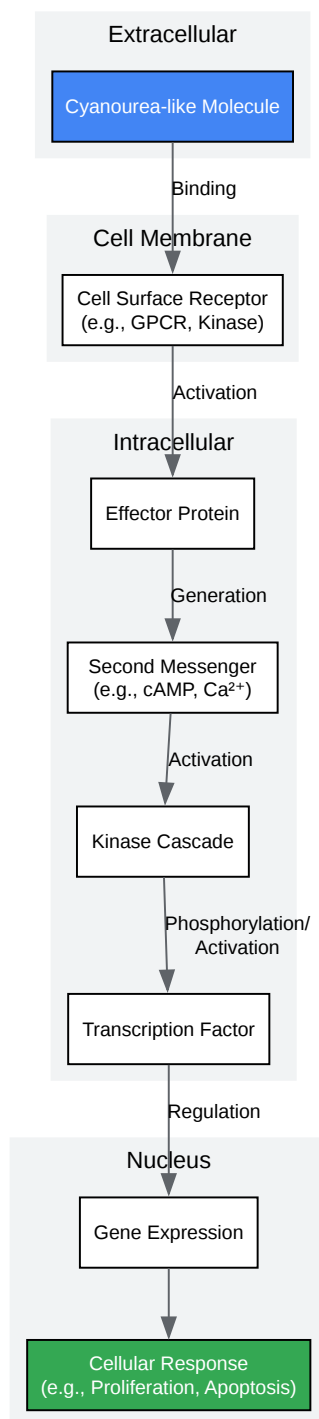 Extracellular
Cyanourea-like Molecule
Binding
Cell Membrane
Cell Surface Receptor
(e.g., GPCR, Kinase)
Activation
Intracellular
Effector Protein
Generation
Second Messenger
(e.g., cAMP, Ca²⁺)
Activation
Kinase Cascade
Phosphorylation/
Activation
Transcription Factor
Regulation
Nucleus
Gene Expression
Cellular Response
(e.g., Proliferation, Apoptosis)